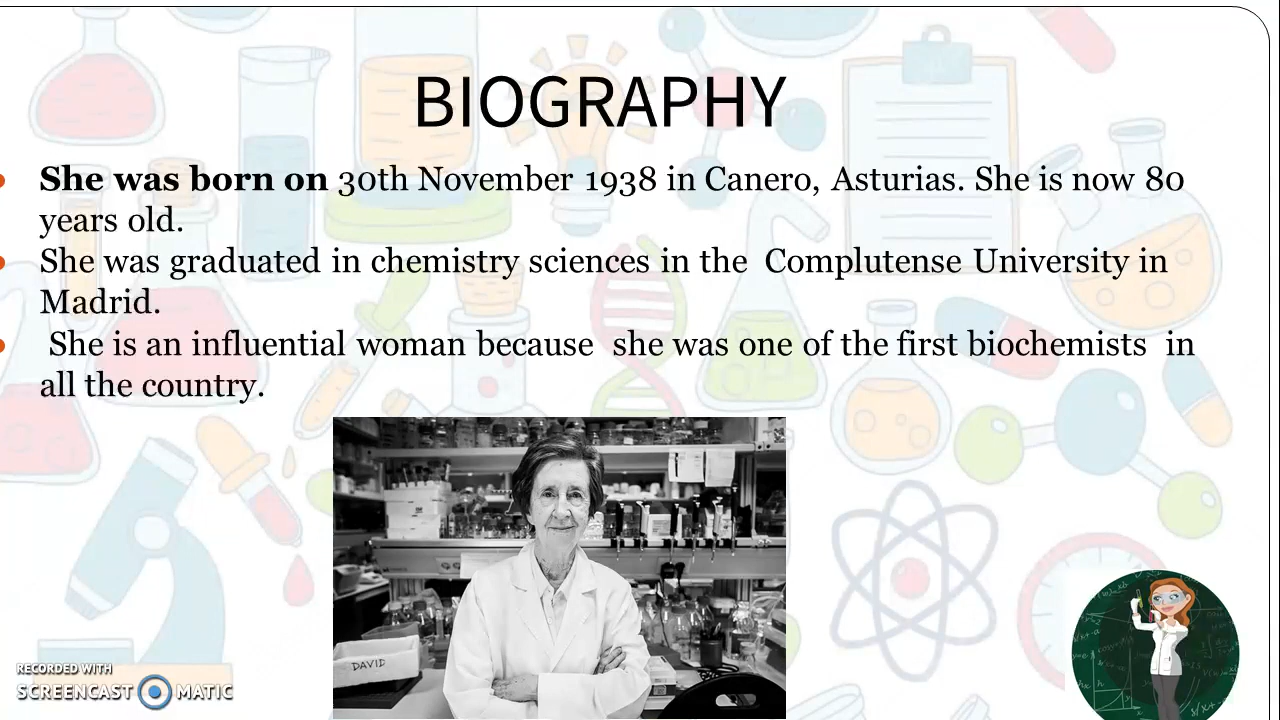 BIOGRAPHY
She was born on 30th November 1938 in Canero, Asturias. She is now 80
years old.
She was graduated in chemistry sciences in the Complutense University in
Madrid.
She is an influential woman because she was one of the first biochemists in
all the country.
DAVID
RECORDED WITH
SCREENCAST MATIC